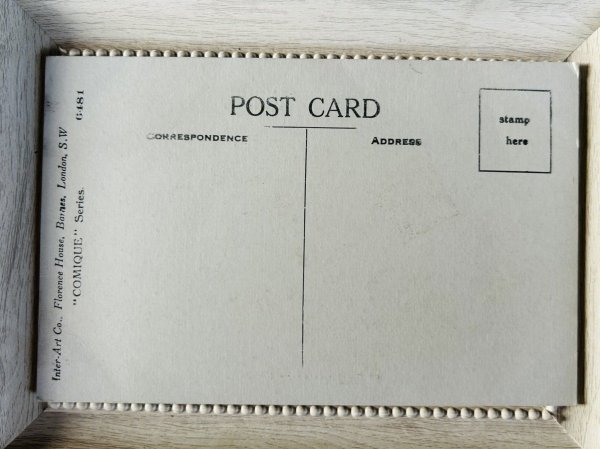 POST CARD
CORRESPONDENCE
ADDRESS
stamp
here
Inter-Art Co., Florence House, Barnes, London, S.W
"COMIQUE" Series 6481